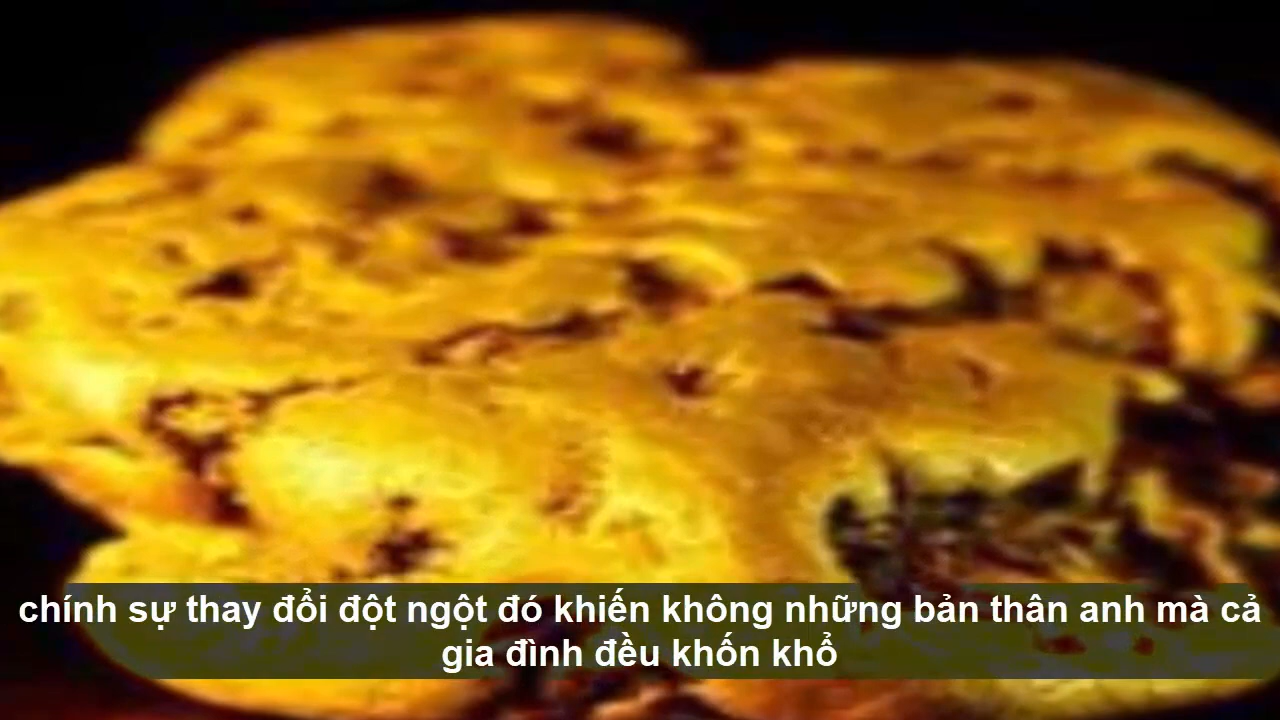 chính sự thay đổi đột ngột đó khiến không những bản thân anh mà cả
gia đình đều khốn khổ